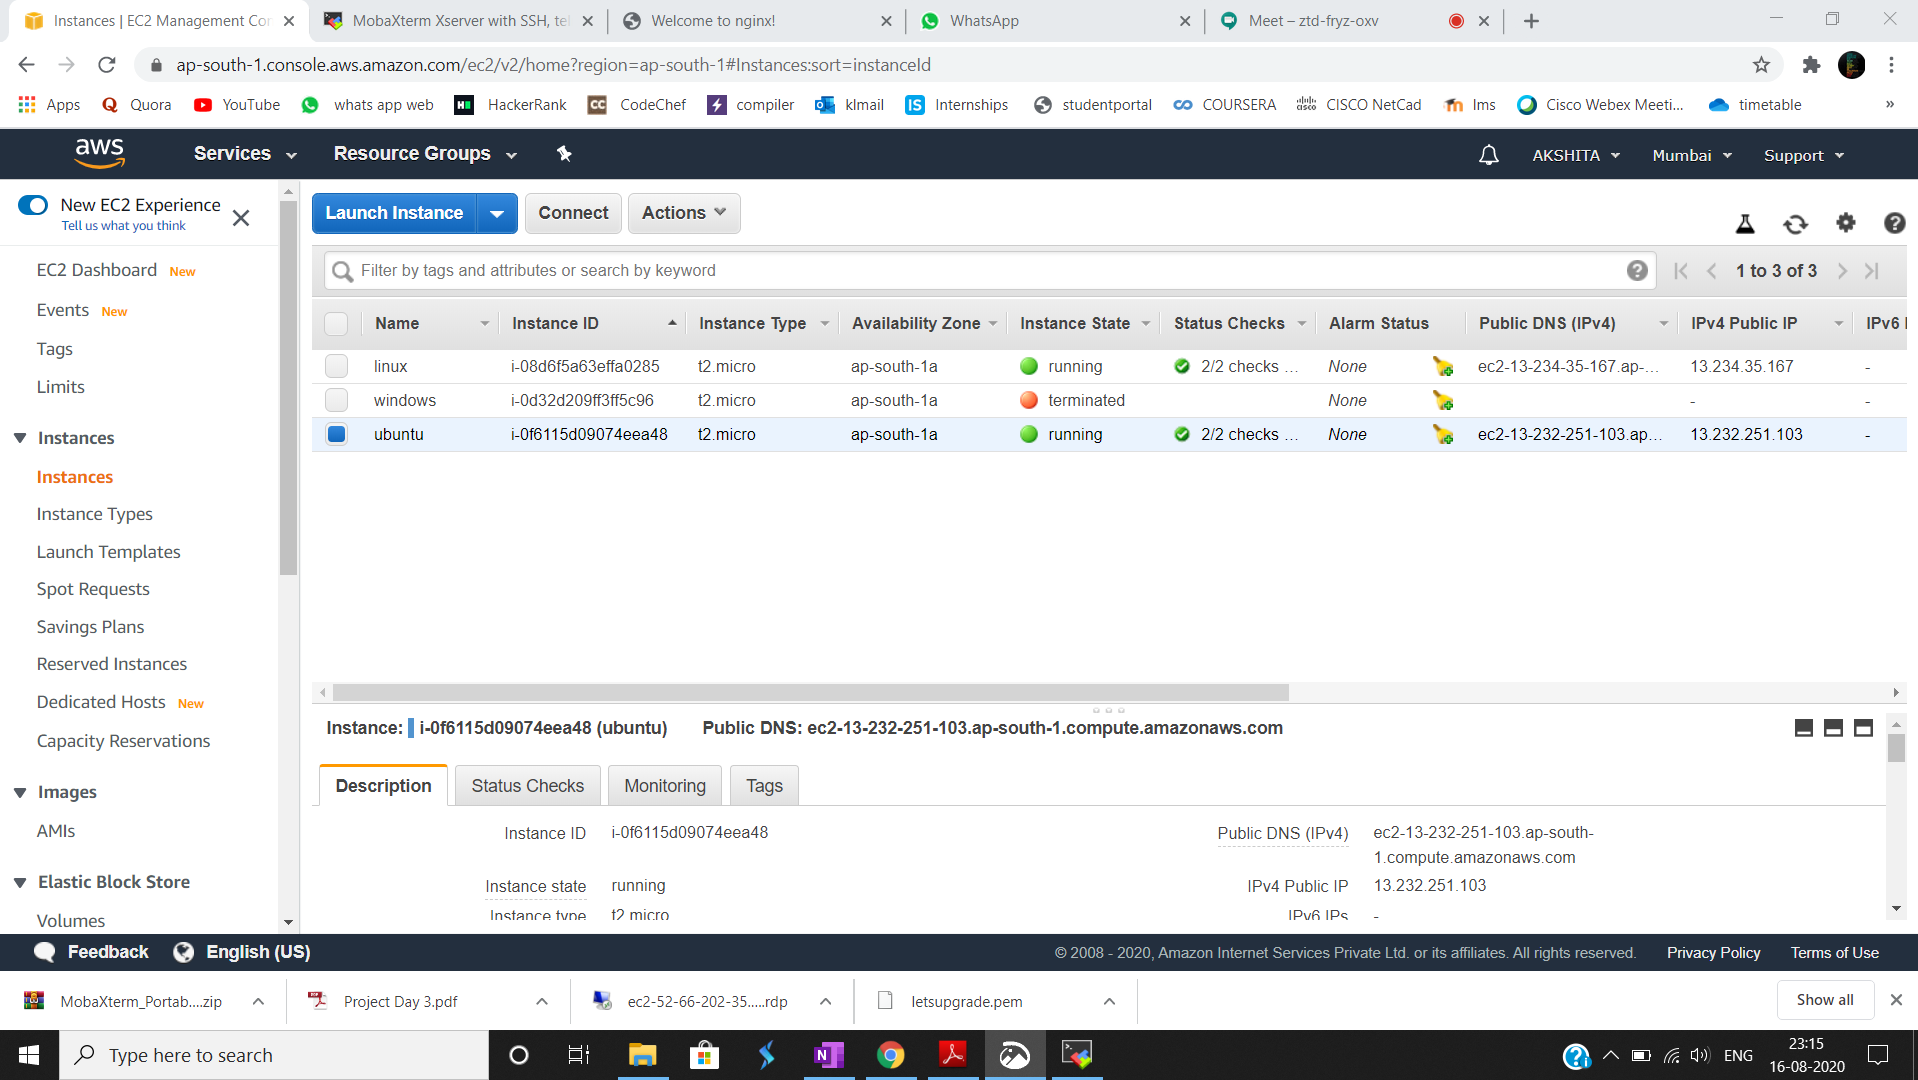 Instances | EC2 Management Con
MobaXterm Xserver with SSH, tel
Welcome to nginx!
WhatsApp
Meet – ztd-fryz-oxv
ap-south-1.console.aws.amazon.com/ec2/v2/home?region=ap-south-1#Instances:sort=instanceId
Apps Quora YouTube whats app web HackerRank CodeChef compiler klmail Internships studentportal COURSERA CISCO NetCad lms Cisco Webex Meeti... timetable »
aws Services Resource Groups AKSHITA Mumbai Support
New EC2 Experience
Tell us what you think
EC2 Dashboard New
Events New
Tags
Limits
Instances
Instances
Instance Types
Launch Templates
Spot Requests
Savings Plans
Reserved Instances
Dedicated Hosts New
Capacity Reservations
Images
AMIs
Elastic Block Store
Volumes
Launch Instance Connect Actions
Filter by tags and attributes or search by keyword
1 to 3 of 3
Name Instance ID Instance Type Availability Zone Instance State Status Checks Alarm Status Public DNS (IPv4) IPv4 Public IP IPv6 I
linux i-08d6f5a63effa0285 t2.micro ap-south-1a running 2/2 checks ... None ec2-13-234-35-167.ap-... 13.234.35.167 -
windows i-0d32d209ff3ff5c96 t2.micro ap-south-1a terminated None - -
ubuntu i-0f6115d09074eea48 t2.micro ap-south-1a running 2/2 checks ... None ec2-13-232-251-103.ap... 13.232.251.103 -
Instance: i-0f6115d09074eea48 (ubuntu) Public DNS: ec2-13-232-251-103.ap-south-1.compute.amazonaws.com
Description Status Checks Monitoring Tags
Instance ID i-0f6115d09074eea48
Public DNS (IPv4) ec2-13-232-251-103.ap-south-
1.compute.amazonaws.com
Instance state running
IPv4 Public IP 13.232.251.103
Instance type t2.micro
IPv6 IPs -
Feedback English (US)
© 2008 - 2020, Amazon Internet Services Private Ltd. or its affiliates. All rights reserved. Privacy Policy Terms of Use
MobaXterm_Portab....zip
Project Day 3.pdf
ec2-52-66-202-35.....rdp
letsupgrade.pem
Show all
Type here to search
ENG
23:15
16-08-2020